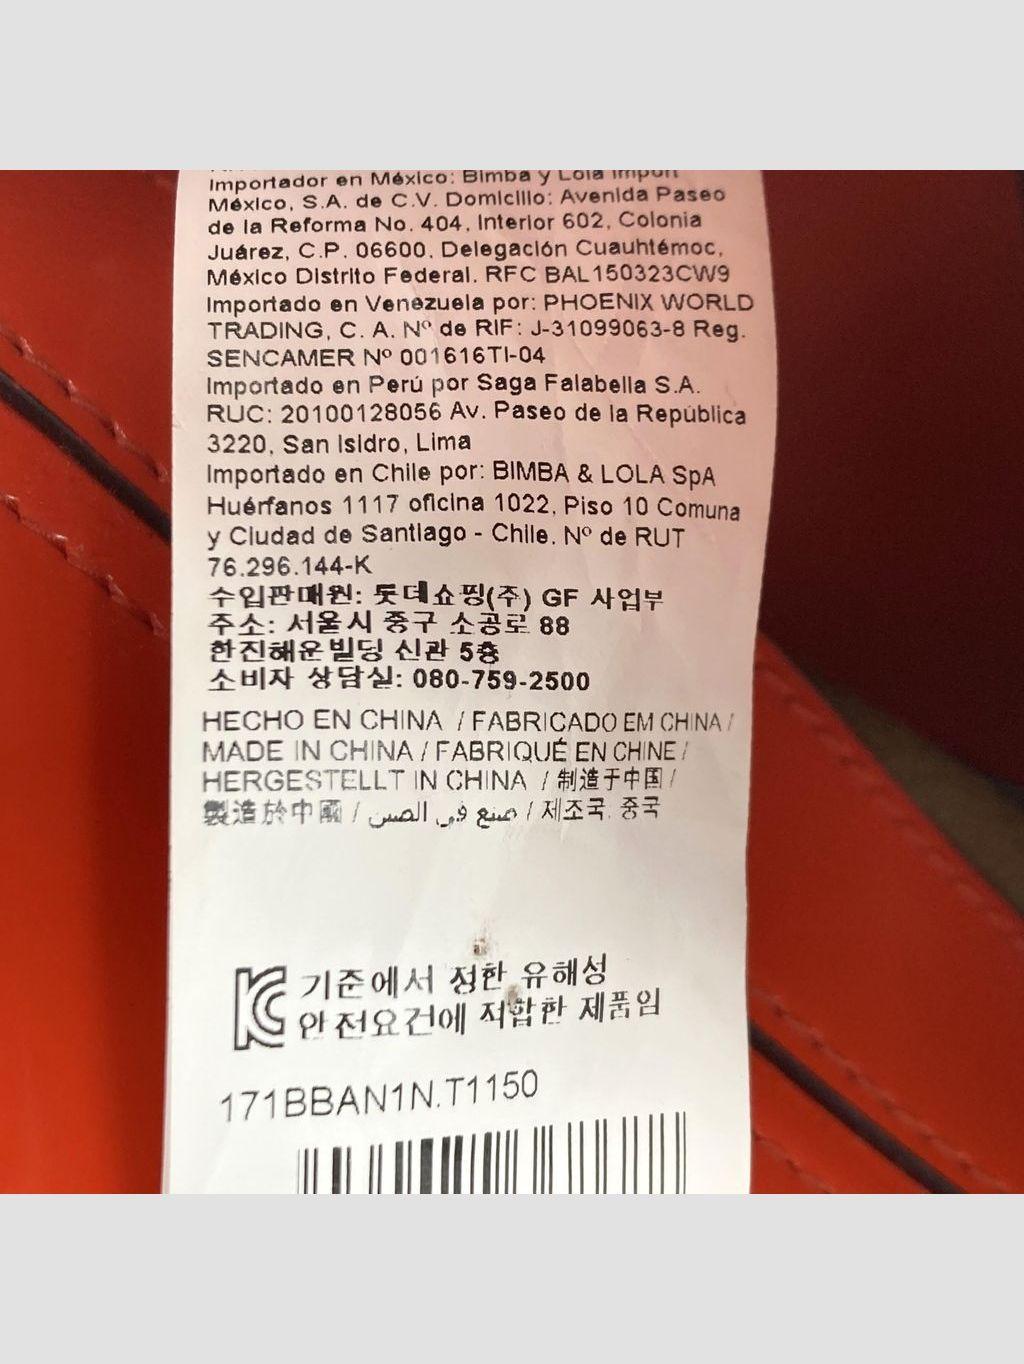 Importador en México: Bimba y Lola Import
México, S.A. de C.V. Domicilio: Avenida Paseo
de la Reforma No. 404, Interior 602, Colonia
Juárez, C.P. 06600, Delegación Cuauhtémoc,
México Distrito Federal. RFC BAL150323CW9
Importado en Venezuela por: PHOENIX WORLD
TRADING, C. A. Nº de RIF: J-31099063-8 Reg.
SENCAMER Nº 001616TI-04
Importado en Perú por Saga Falabella S.A.
RUC: 20100128056 Av. Paseo de la República
3220, San Isidro, Lima
Importado en Chile por: BIMBA & LOLA SpA
Huérfanos 1117 oficina 1022, Piso 10 Comuna
y Ciudad de Santiago - Chile. Nº de RUT
76.296.144-K
수입판매원: 롯데쇼핑(주) GF 사업부
주소: 서울시 중구 소공로 88
한진해운빌딩 신관 5층
소비자 상담실: 080-759-2500
HECHO EN CHINA / FABRICADO EM CHINA /
MADE IN CHINA / FABRIQUÉ EN CHINE /
HERGESTELLT IN CHINA / 制造于中国 /
製造於中國 / صنع في الصين / 제조국. 중국
KC 기준에서 정한 유해성
안전요건에 적합한 제품임
171BBAN1N.T1150